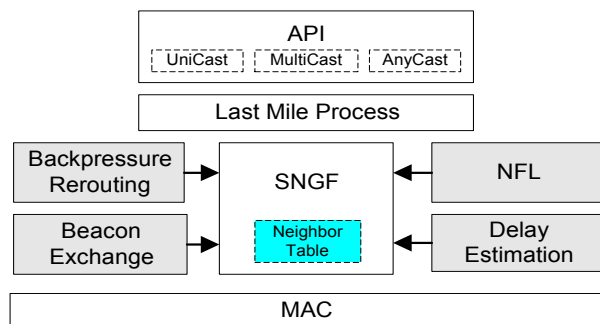 API
UniCast
MultiCast
AnyCast
Last Mile Process
Backpressure
Rerouting
SNGF
NFL
Beacon
Exchange
Neighbor
Table
Delay
Estimation
MAC